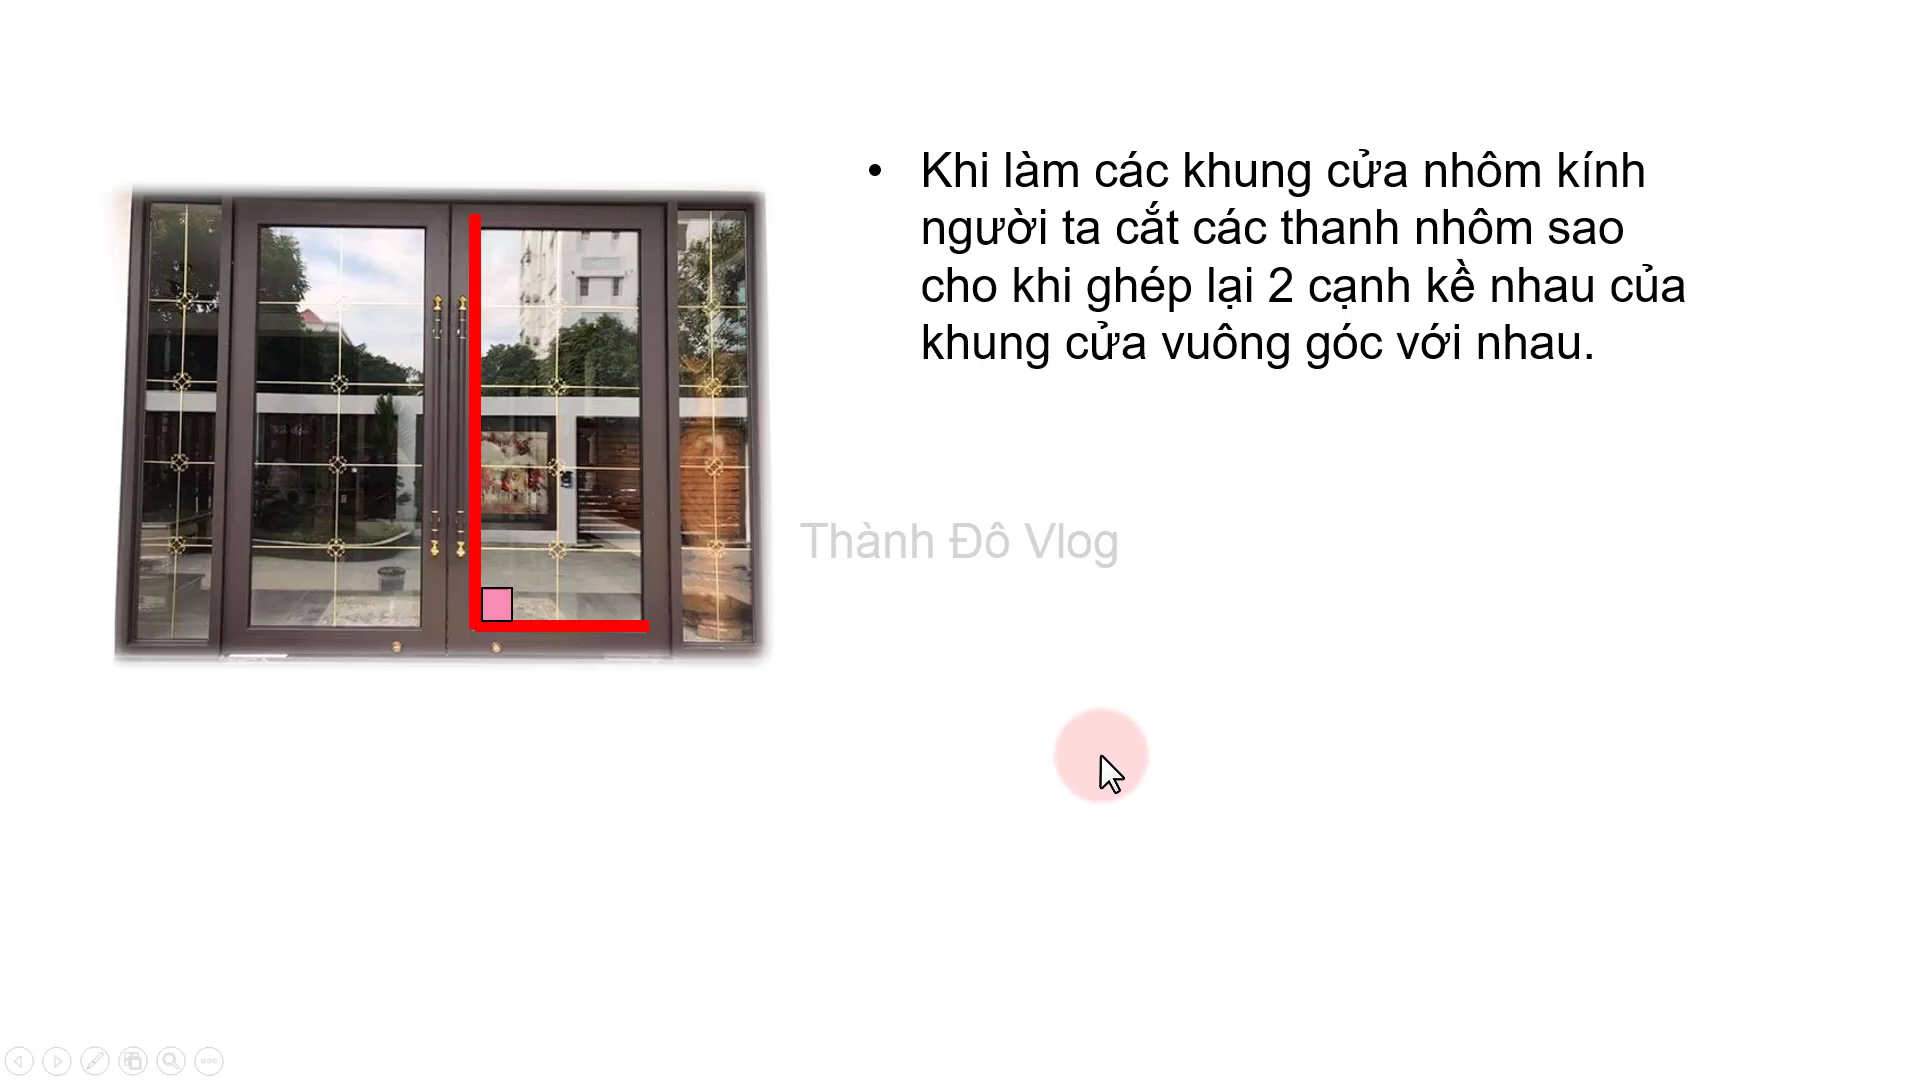 • Khi làm các khung cửa nhôm kính
người ta cắt các thanh nhôm sao
cho khi ghép lại 2 cạnh kề nhau của
khung cửa vuông góc với nhau.
Thành Đô Vlog